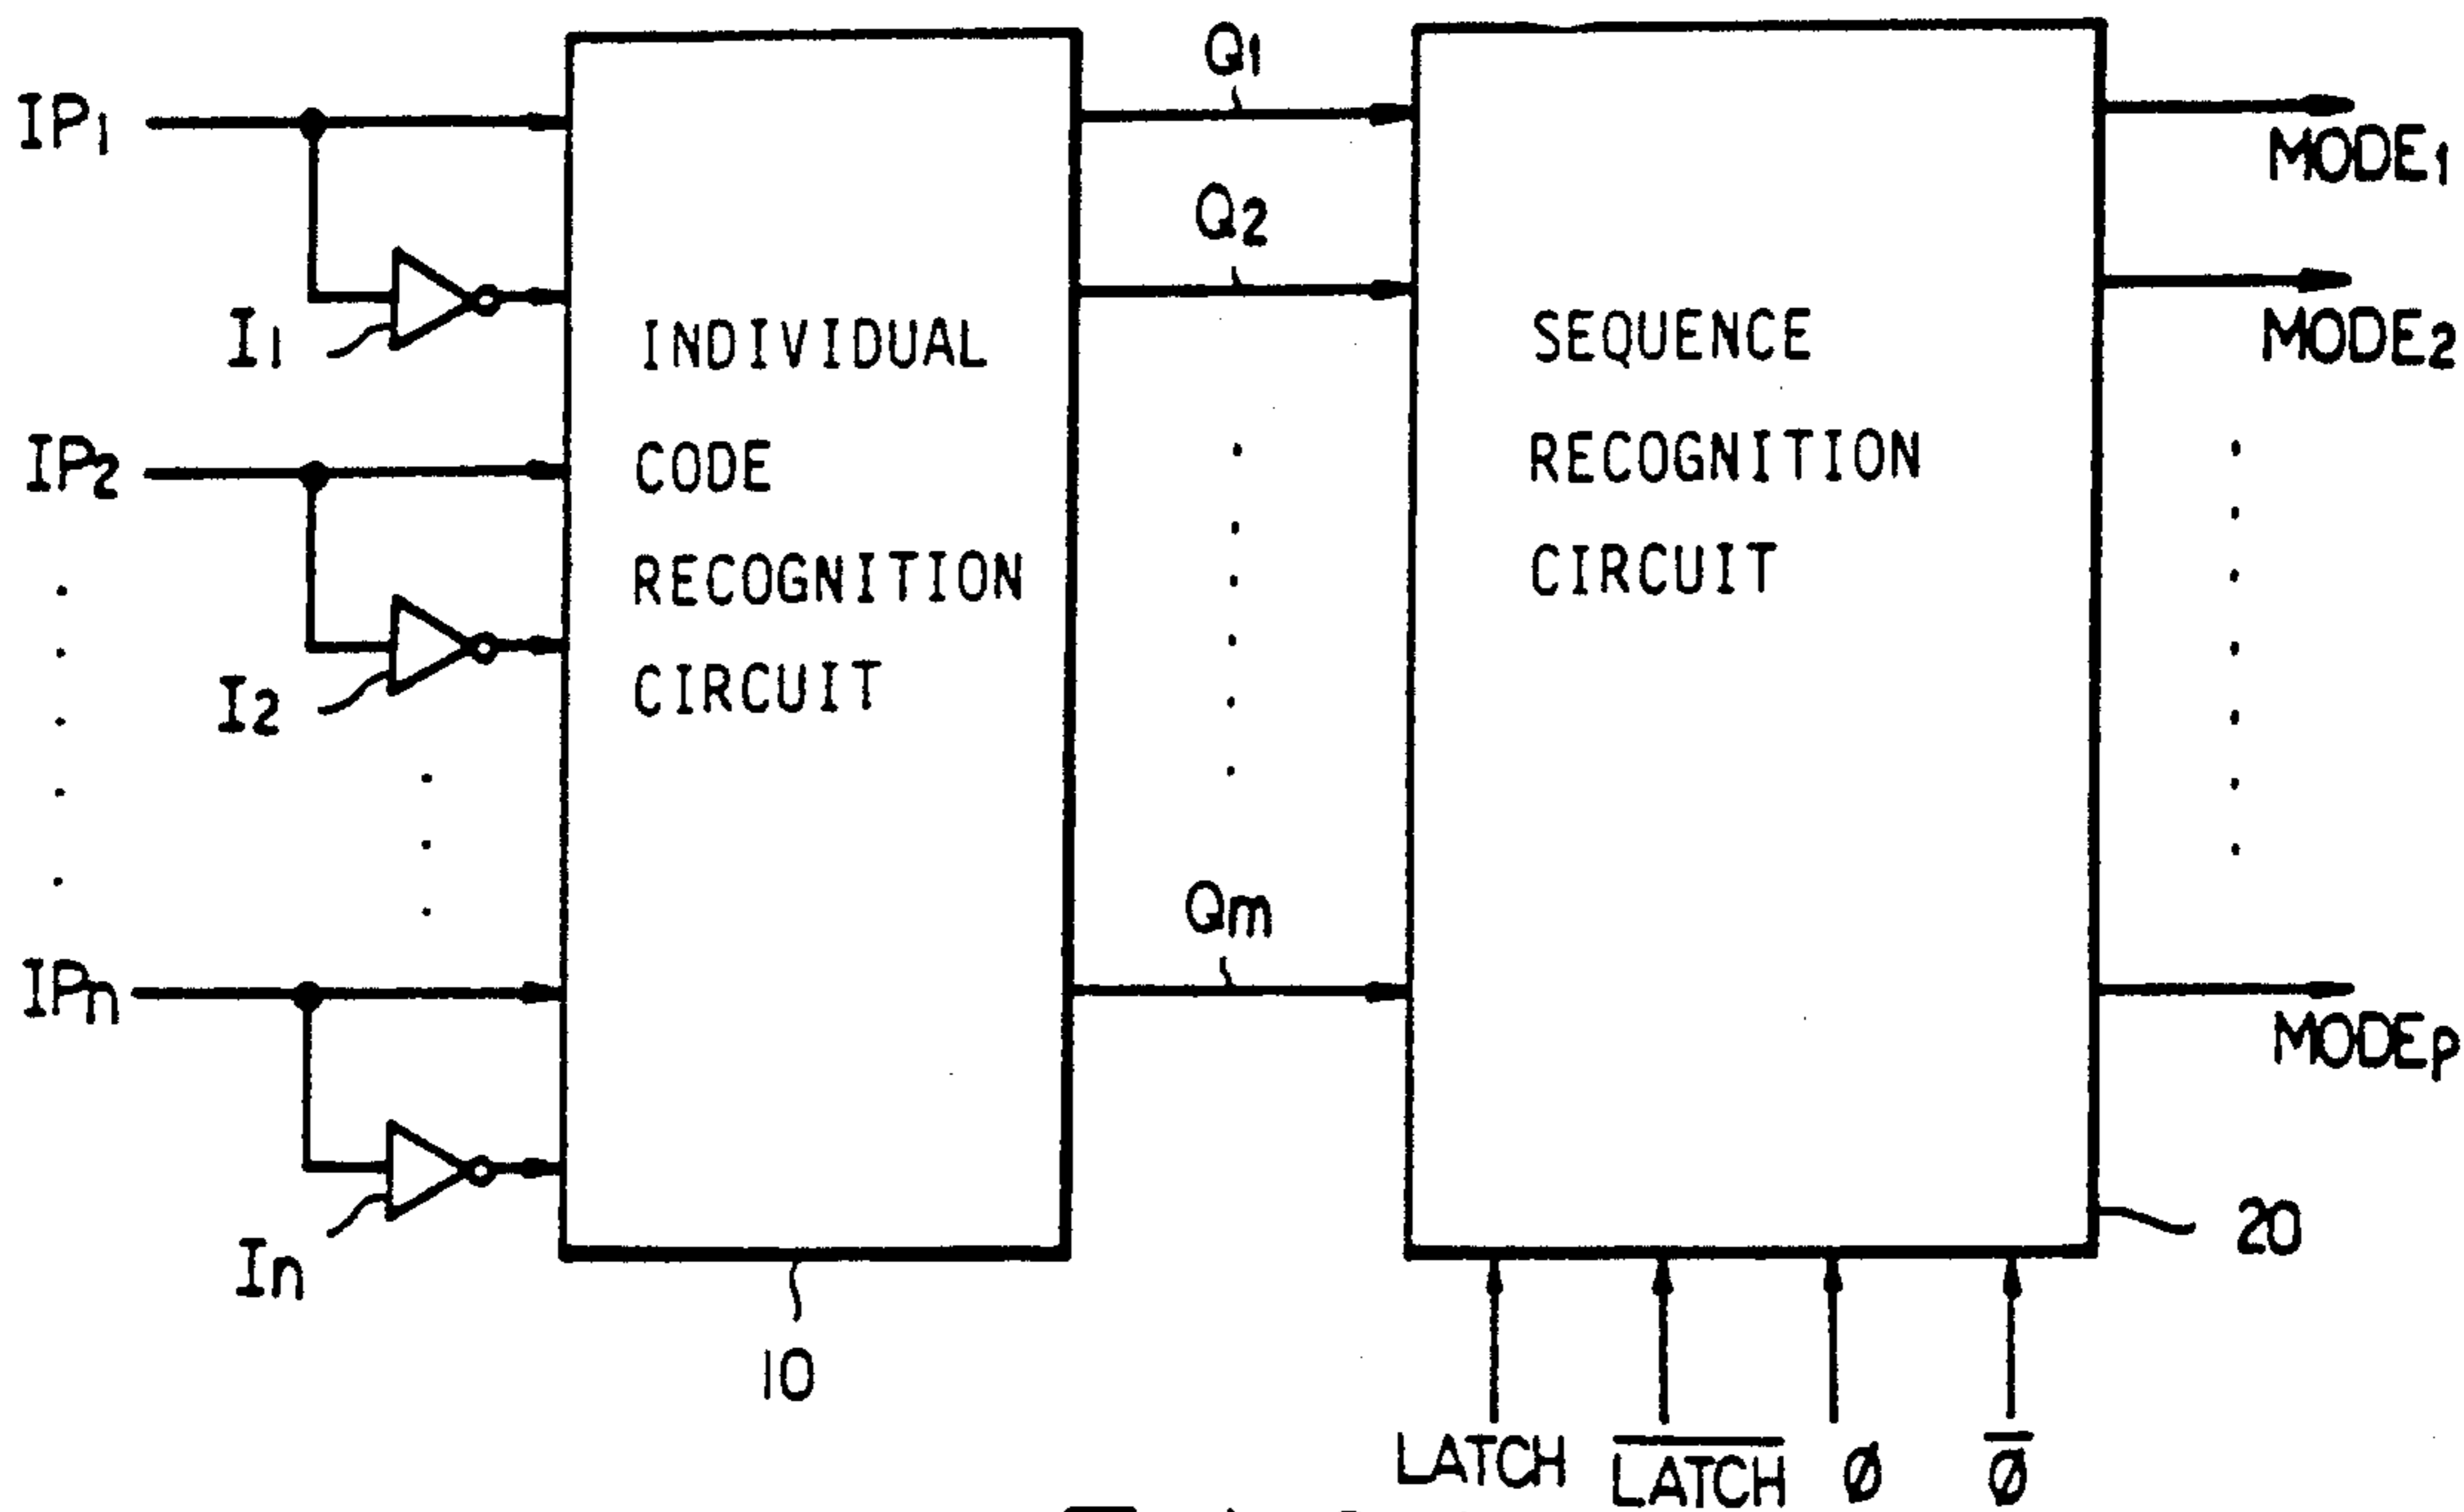 IP1
I1
IP2
I2
IPn
In
INDIVIDUAL
CODE
RECOGNITION
CIRCUIT
10
Q1
Q2
Qm
SEQUENCE
RECOGNITION
CIRCUIT
20
MODE1
MODE2
MODEp
LATCH
L̅A̅T̅C̅H̅
Ø
Ø̅